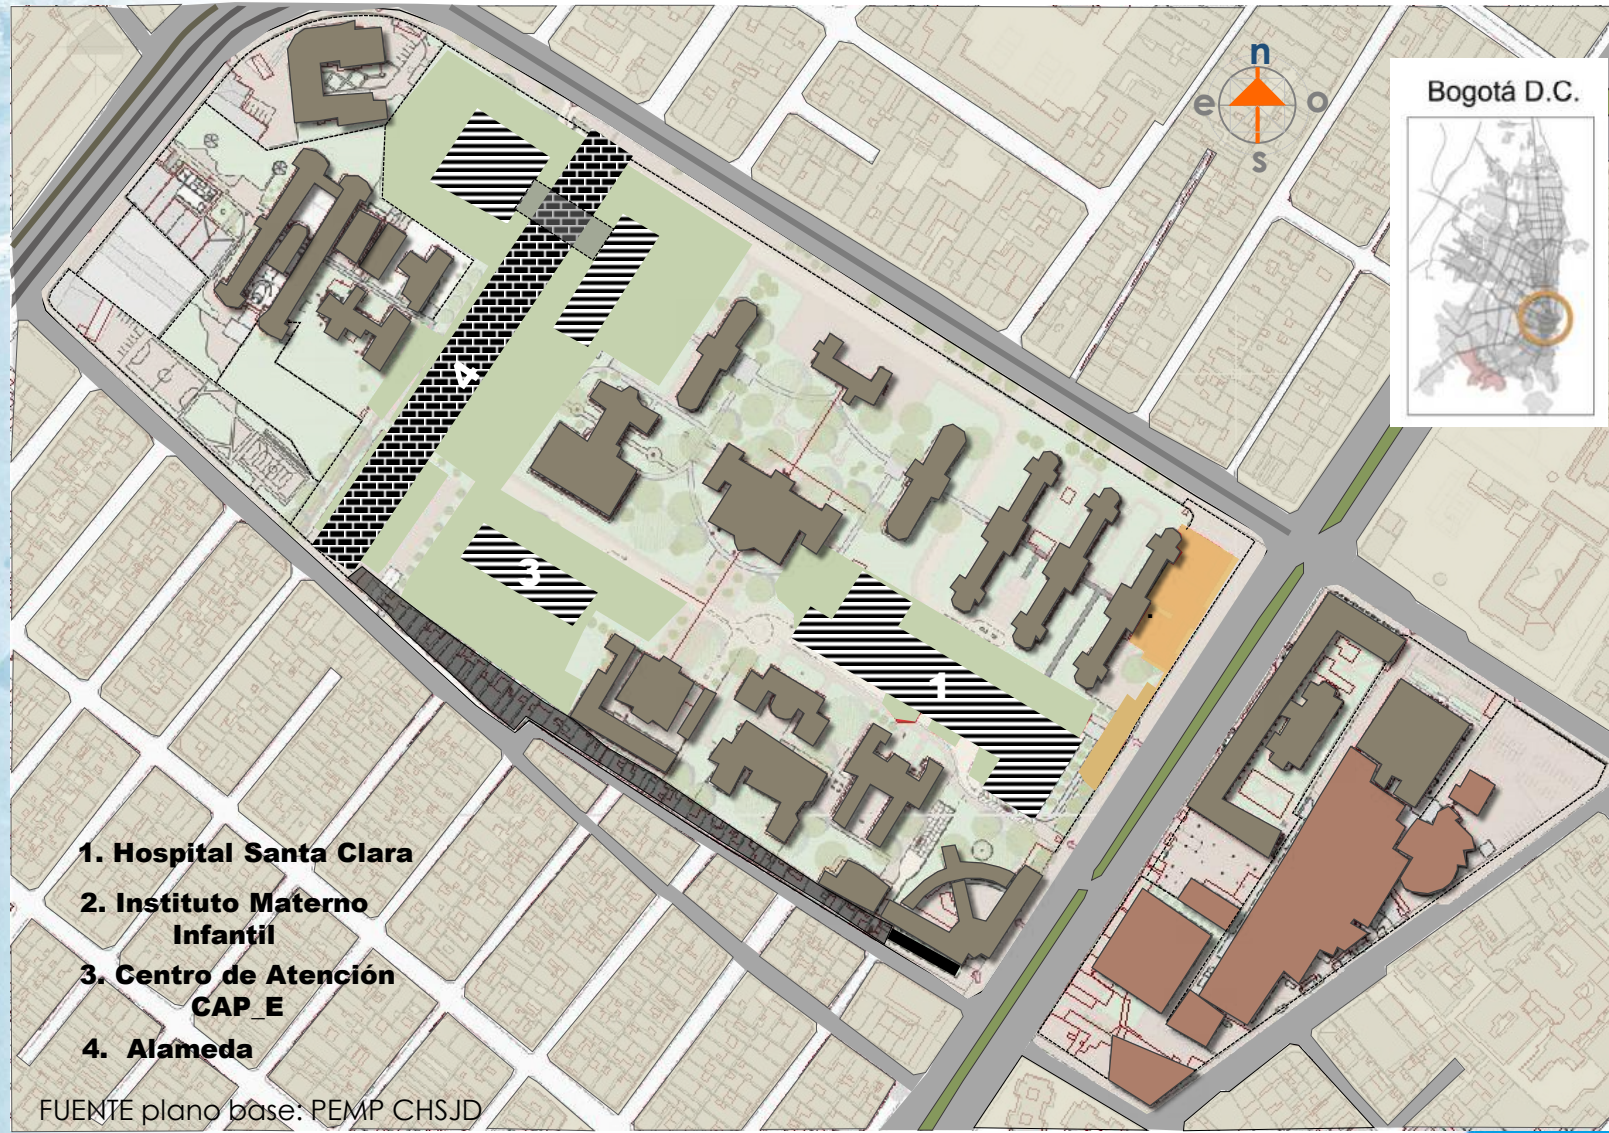 n
e o
s
Bogotá D.C.
4
3
1
1. Hospital Santa Clara
2. Instituto Materno
Infantil
3. Centro de Atención
CAP_E
4. Alameda
FUENTE plano base: PEMP CHSJD